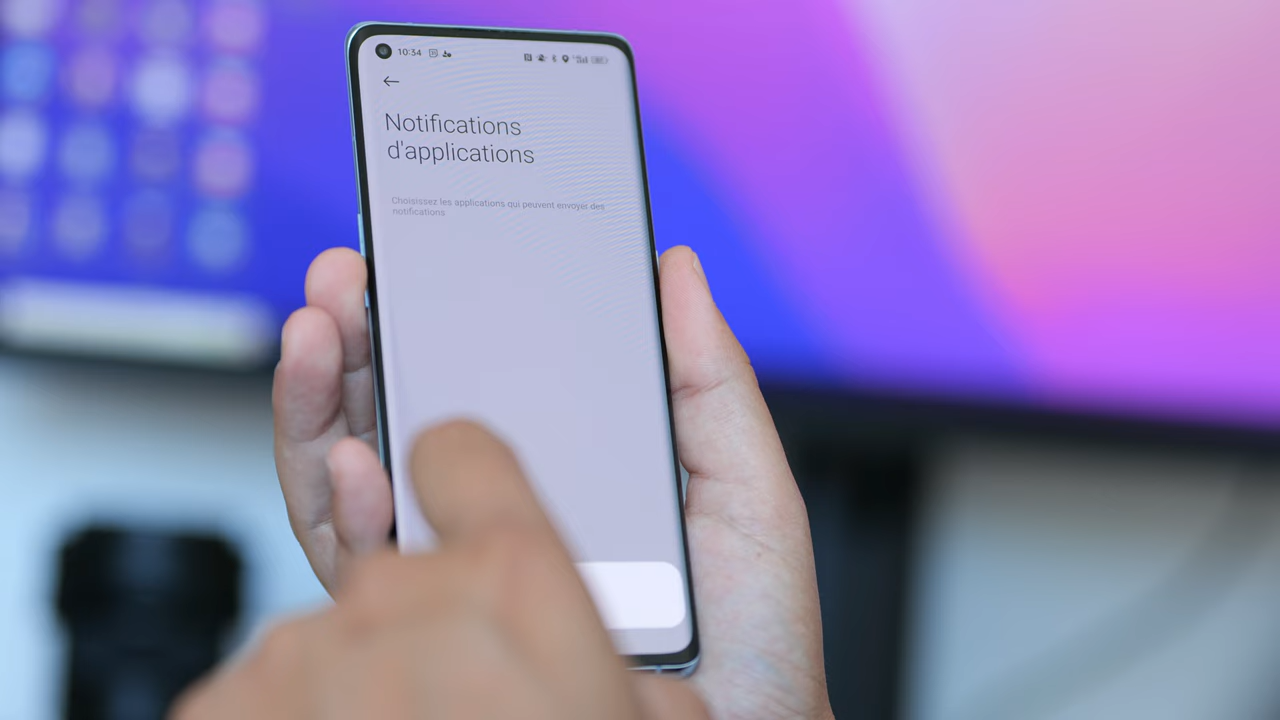 10:34
Notifications
d'applications
Choisissez les applications qui peuvent envoyer des
notifications